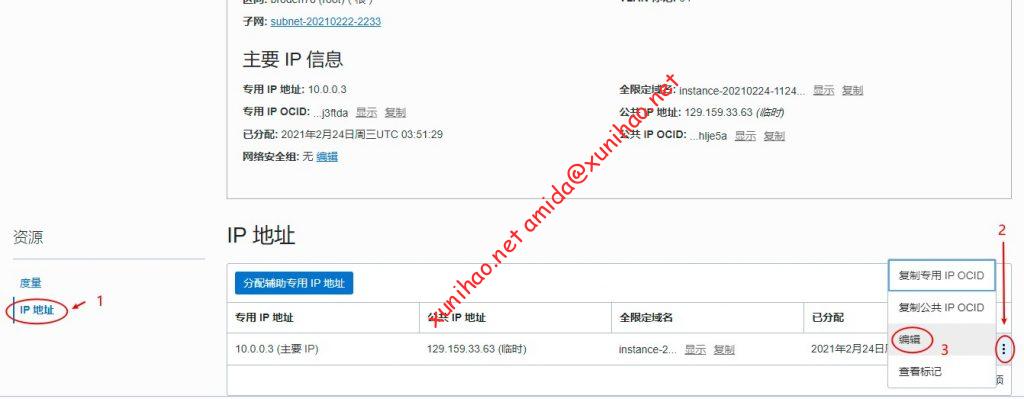 子网: subnet-20210222-2233
主要 IP 信息
专用 IP 地址: 10.0.0.3
全限定域名: instance-20210224-1124... 显示 复制
专用 IP OCID: ...j3ftda 显示 复制
公共 IP 地址: 129.159.33.63 (临时)
已分配: 2021年2月24日周三UTC 03:51:29
公共 IP OCID: ...hlje5a 显示 复制
网络安全组: 无 编辑
xunihao.net amida@xunihao.net
资源
度量
IP 地址
1
IP 地址
2
分配辅助专用 IP 地址
专用 IP 地址 公共 IP 地址 全限定域名 已分配
10.0.0.3 (主要 IP) 129.159.33.63 (临时) instance-2... 显示 复制 2021年2月24日
复制专用 IP OCID
复制公共 IP OCID
编辑
3
查看标记
项